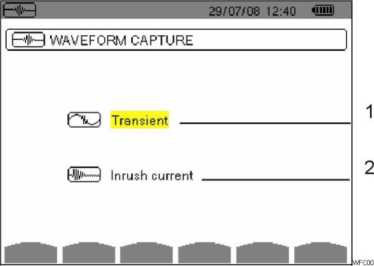 29/07/08 12:40
WAVEFORM CAPTURE
Transient 1
Inrush current 2